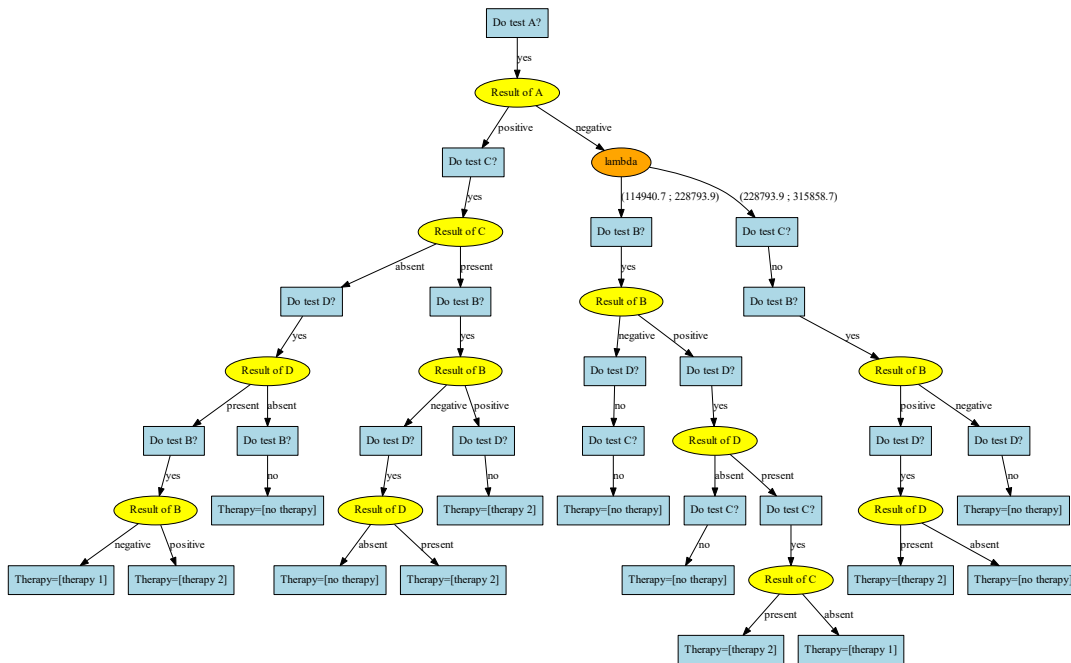 Do test A?
yes
Result of A
positive
negative
Do test C?
lambda
yes
(114940.7 ; 228793.9)
(228793.9 ; 315858.7)
Result of C
Do test B?
Do test C?
absent
present
yes
no
Do test D?
Do test B?
Result of B
Do test B?
yes
yes
negative
positive
yes
Result of D
Result of B
Do test D?
Do test D?
Result of B
present
absent
negative
positive
no
yes
positive
negative
Do test B?
Do test B?
Do test D?
Do test D?
Do test C?
Result of D
Do test D?
Do test D?
yes
no
yes
no
no
absent
present
yes
no
Result of B
Therapy=[no therapy]
Result of D
Therapy=[therapy 2]
Therapy=[no therapy]
Do test C?
Do test C?
Result of D
Therapy=[no therapy]
negative
positive
absent
present
no
yes
present
absent
Therapy=[therapy 1]
Therapy=[therapy 2]
Therapy=[no therapy]
Therapy=[therapy 2]
Therapy=[no therapy]
Result of C
Therapy=[therapy 2]
Therapy=[no therapy]
present
absent
Therapy=[therapy 2]
Therapy=[therapy 1]